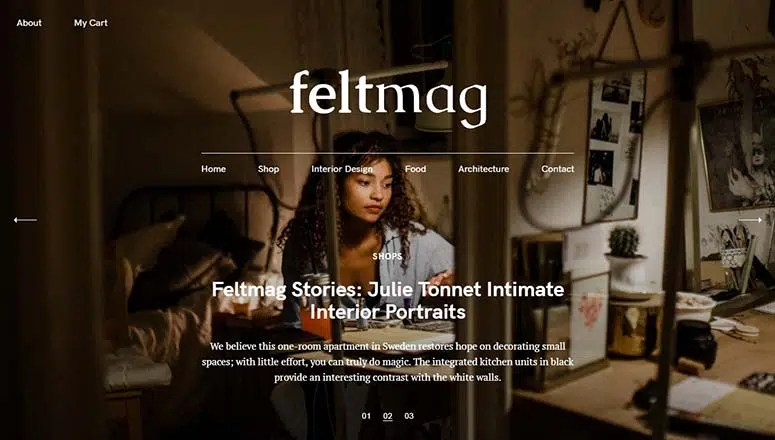 About My Cart
feltmag
Home Shop Interior Design Food Architecture Contact
SHOPS
Feltmag Stories: Julie Tonnet Intimate
Interior Portraits
We believe this one-room apartment in Sweden restores hope on decorating small
spaces; with little effort, you can truly do magic. The integrated kitchen units in black
provide an interesting contrast with the white walls.
01 02 03